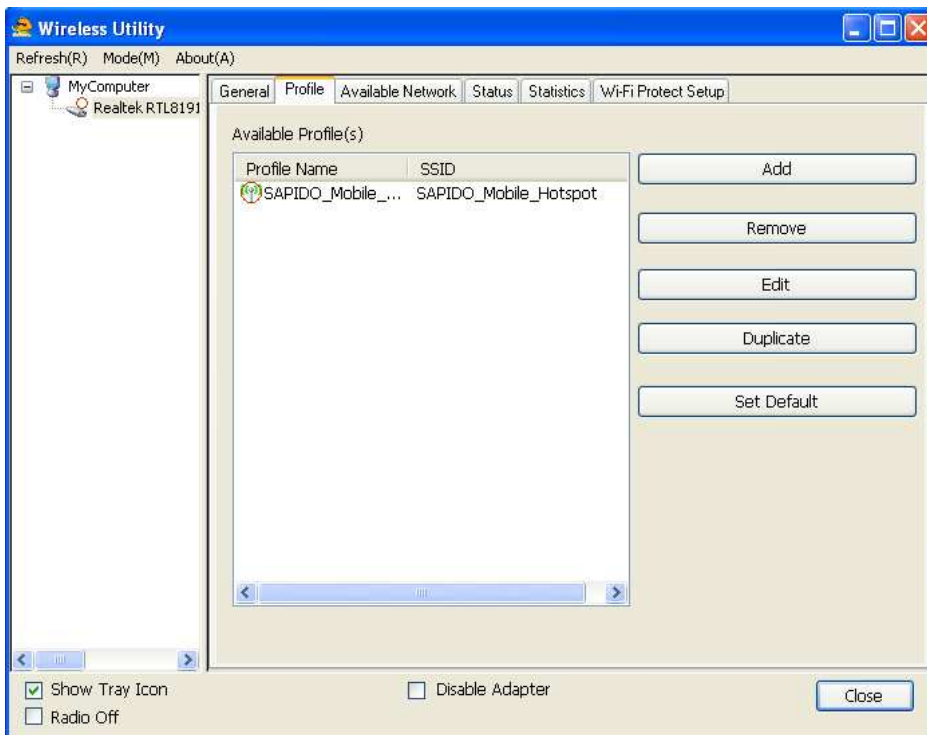 Wireless Utility
Refresh(R) Mode(M) About(A)
MyComputer
Realtek RTL8191
General Profile Available Network Status Statistics Wi-Fi Protect Setup
Available Profile(s)
Profile Name SSID
SAPIDO_Mobile_... SAPIDO_Mobile_Hotspot
Add
Remove
Edit
Duplicate
Set Default
Show Tray Icon
Radio Off
Disable Adapter
Close